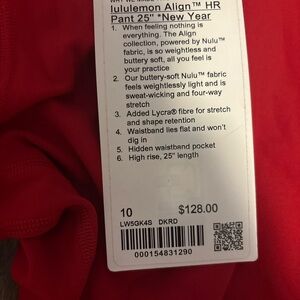 lululemon Align™ HR
Pant 25" *New Year
1. When feeling nothing is
everything. The Align
collection, powered by Nulu™
fabric, is so weightless and
buttery soft, all you feel is
your practice
2. Our buttery-soft Nulu™ fabric
feels weightlessly light and is
sweat-wicking and four-way
stretch
3. Added Lycra® fibre for stretch
and shape retention
4. Waistband lies flat and won't
dig in
5. Hidden waistband pocket
6. High rise, 25" length
10 $128.00
LW5GK4S DKRD
000154831290